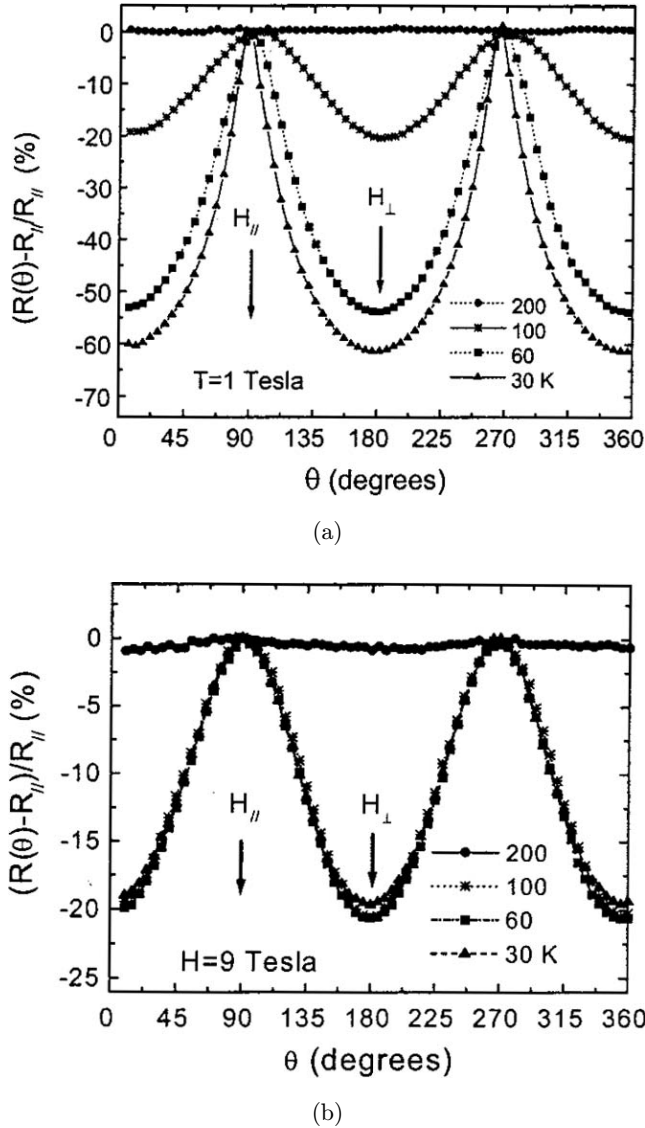 0
-10
-20
-30
-40
-50
-60
-70
(R(θ)-R//)/R// (%)
H//
H⊥
200
100
60
30 K
T=1 Tesla
0 45 90 135 180 225 270 315 360
θ (degrees)
(a)
0
-5
-10
-15
-20
-25
(R(θ)-R//)/R// (%)
H//
H⊥
200
100
60
30 K
H=9 Tesla
0 45 90 135 180 225 270 315 360
θ (degrees)
(b)